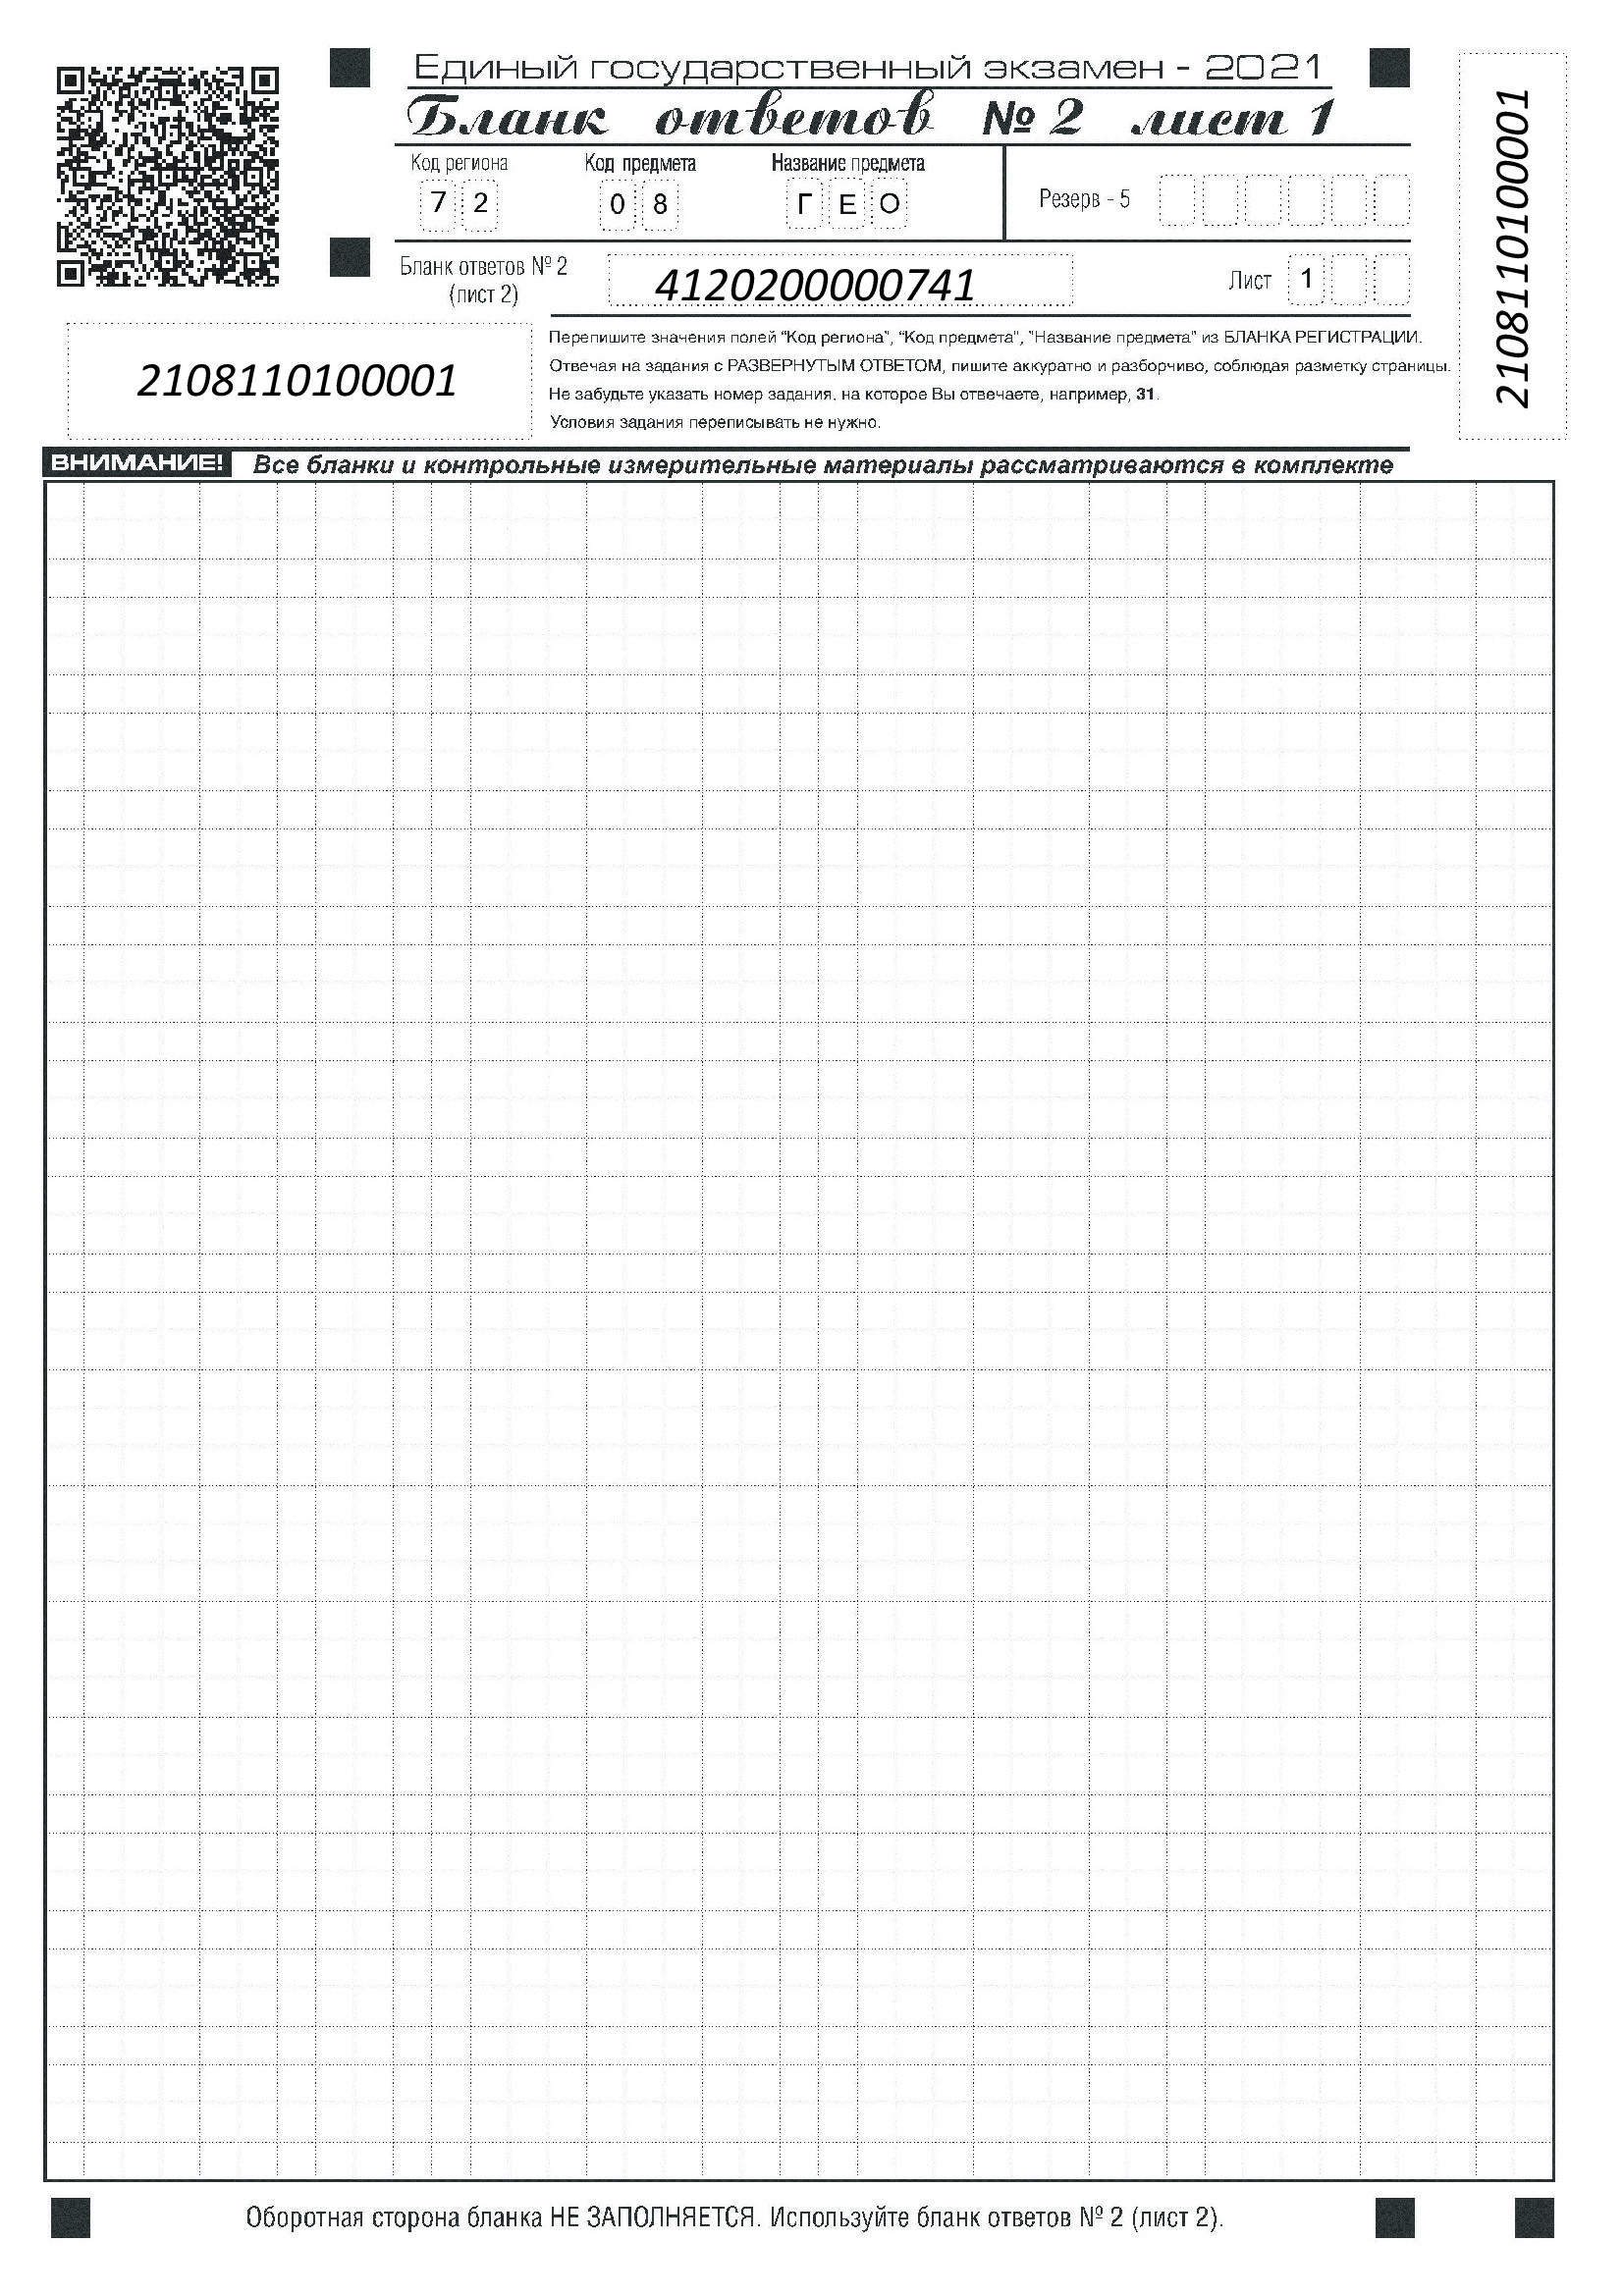 Единый государственный экзамен - 2021
Бланк ответов № 2 лист 1
Код региона Код предмета Название предмета
7 2 0 8 Г Е О
Резерв - 5
Бланк ответов № 2
(лист 2)
4120200000741
Лист 1
2108110100001
2108110100001
Перепишите значения полей "Код региона", "Код предмета", "Название предмета" из БЛАНКА РЕГИСТРАЦИИ.
Отвечая на задания с РАЗВЕРНУТЫМ ОТВЕТОМ, пишите аккуратно и разборчиво, соблюдая разметку страницы.
Не забудьте указать номер задания, на которое Вы отвечаете, например, 31.
Условия задания переписывать не нужно.
ВНИМАНИЕ! Все бланки и контрольные измерительные материалы рассматриваются в комплекте
Оборотная сторона бланка НЕ ЗАПОЛНЯЕТСЯ. Используйте бланк ответов № 2 (лист 2).